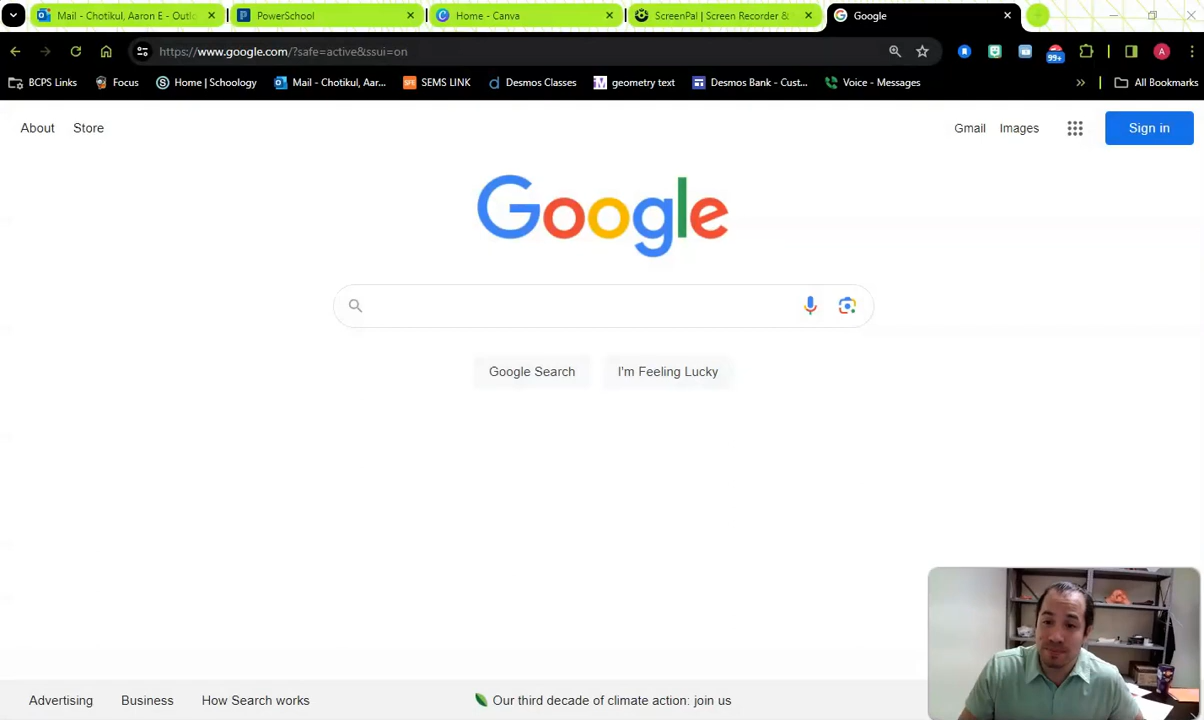 Mail - Chotikul, Aaron E - Outlo
PowerSchool
Home - Canva
ScreenPal | Screen Recorder &
Google
https://www.google.com/?safe=active&ssui=on
99+
A
BCPS Links
Focus
Home | Schoology
Mail - Chotikul, Aar...
SEMS LINK
Desmos Classes
geometry text
Desmos Bank - Cust...
Voice - Messages
All Bookmarks
About
Store
Gmail
Images
Sign in
Google
Google Search
I'm Feeling Lucky
Advertising
Business
How Search works
Our third decade of climate action: join us